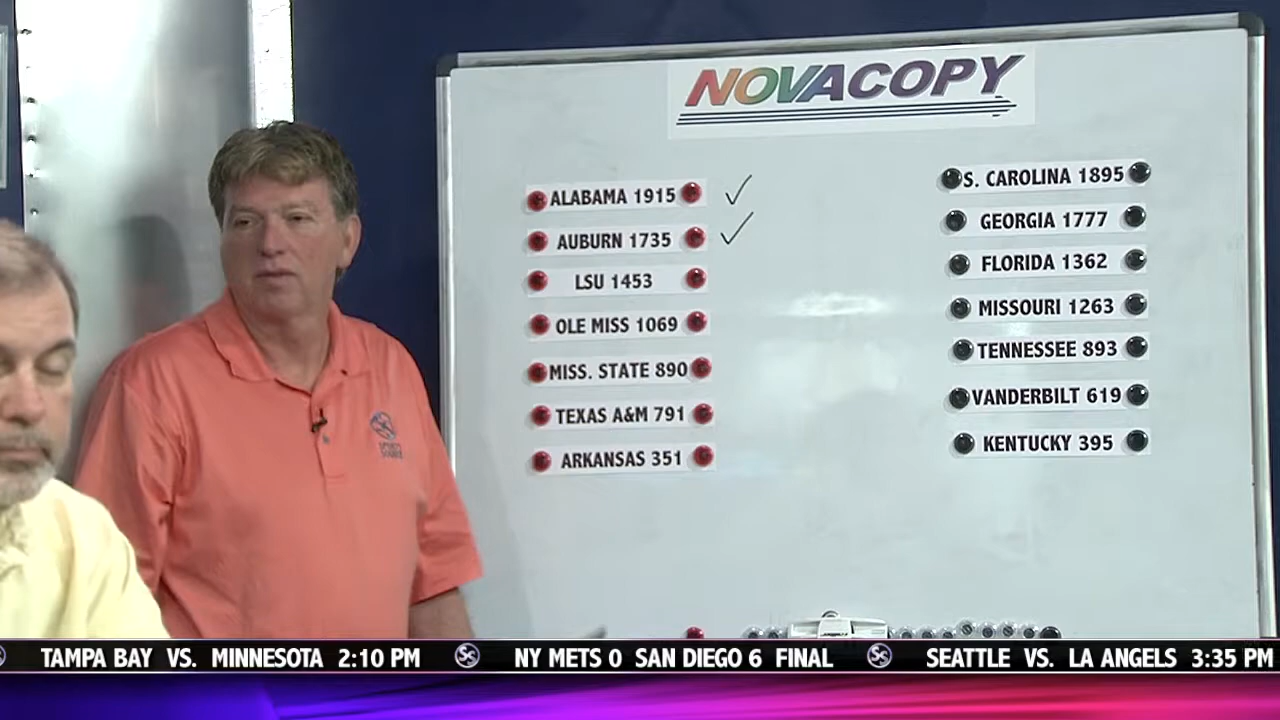 NOVACOPY
ALABAMA 1915 ✓
AUBURN 1735 ✓
LSU 1453
OLE MISS 1069
MISS. STATE 890
TEXAS A&M 791
ARKANSAS 351
S. CAROLINA 1895
GEORGIA 1777
FLORIDA 1362
MISSOURI 1263
TENNESSEE 893
VANDERBILT 619
KENTUCKY 395
SPORTS
SOURCE
TAMPA BAY VS. MINNESOTA 2:10 PM NY METS 0 SAN DIEGO 6 FINAL SEATTLE VS. LA ANGELS 3:35 PM